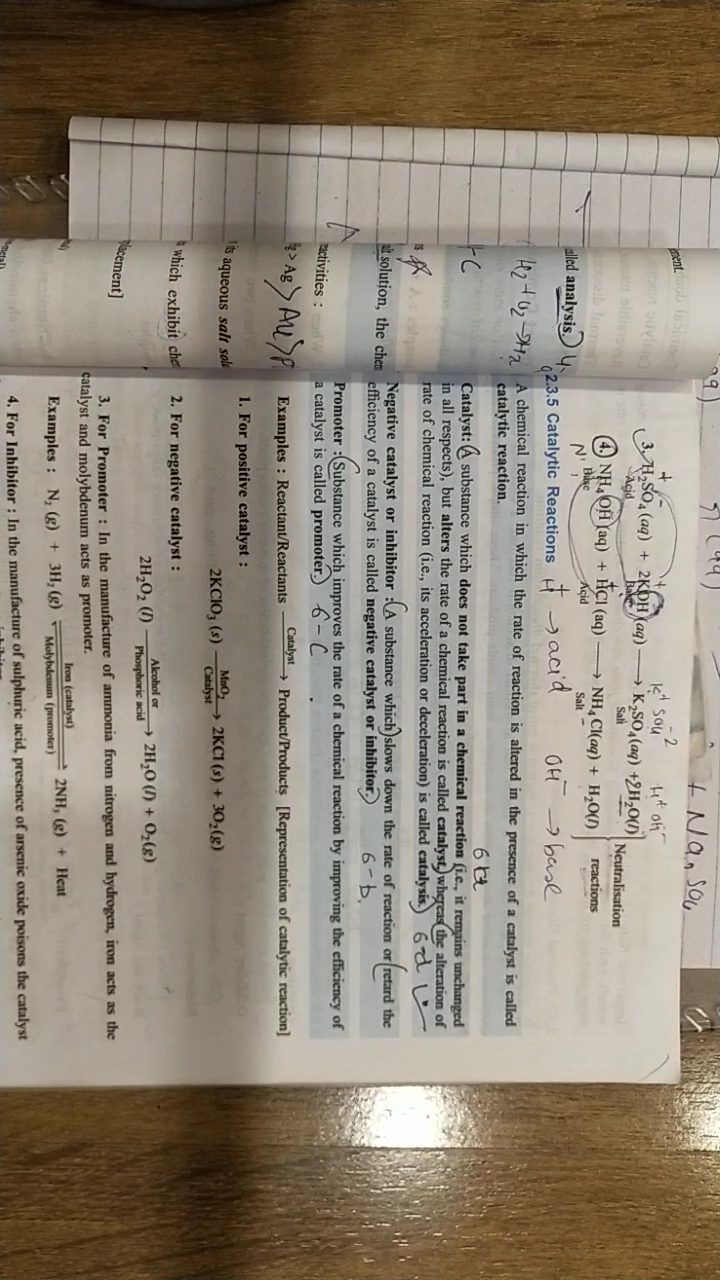 3. H₂SO₄ (aq) + 2KOH (aq) ⟶ K₂SO₄(aq) + 2H₂O(l)
Acid Base Salt
4. NH₄OH (aq) + HCl (aq) ⟶ NH₄Cl(aq) + H₂O(l)
Base Acid Salt
Neutralisation
reactions
K⁺ SO₄⁻² H⁺ OH⁻
alled analysis.
2.3.5 Catalytic Reactions
H⁺ → acid OH⁻ → base
A chemical reaction in which the rate of reaction is altered in the presence of a catalyst is called
catalytic reaction.
6 a
Catalyst: (A substance which does not take part in a chemical reaction (i.e., it remains unchanged
in all respects), but alters the rate of a chemical reaction is called catalyst) whereas (the alteration of
rate of chemical reaction (i.e., its acceleration or deceleration) is called catalysis.) 6 d
Negative catalyst or inhibitor : (A substance which) slows down the rate of reaction or (retard the
efficiency of a catalyst is called negative catalyst or inhibitor.) 6-b.
Promoter : (Substance which improves the rate of a chemical reaction by improving the efficiency of
a catalyst is called promoter.) 6-C
Examples : Reactant/Reactants ⟶ Product/Products [Representation of catalytic reaction]
Catalyst
1. For positive catalyst :
2KClO₃ (s) ⟶ 2KCl (s) + 3O₂(g)
MnO₂
Catalyst
2. For negative catalyst :
2H₂O₂ (l) ⟶ 2H₂O (l) + O₂(g)
Alcohol or
Phosphoric acid
3. For Promoter : In the manufacture of ammonia from nitrogen and hydrogen, iron acts as the
catalyst and molybdenum acts as promoter.
Examples : N₂ (g) + 3H₂ (g) ⇌ 2NH₃ (g) + Heat
Iron (catalyst)
Molybdenum (promoter)
4. For Inhibitor : In the manufacture of sulphuric acid, presence of arsenic oxide poisons the catalyst
solution, the chem
activities :
g > Ag > Au > P
its aqueous salt solu
which exhibit che
lacement]